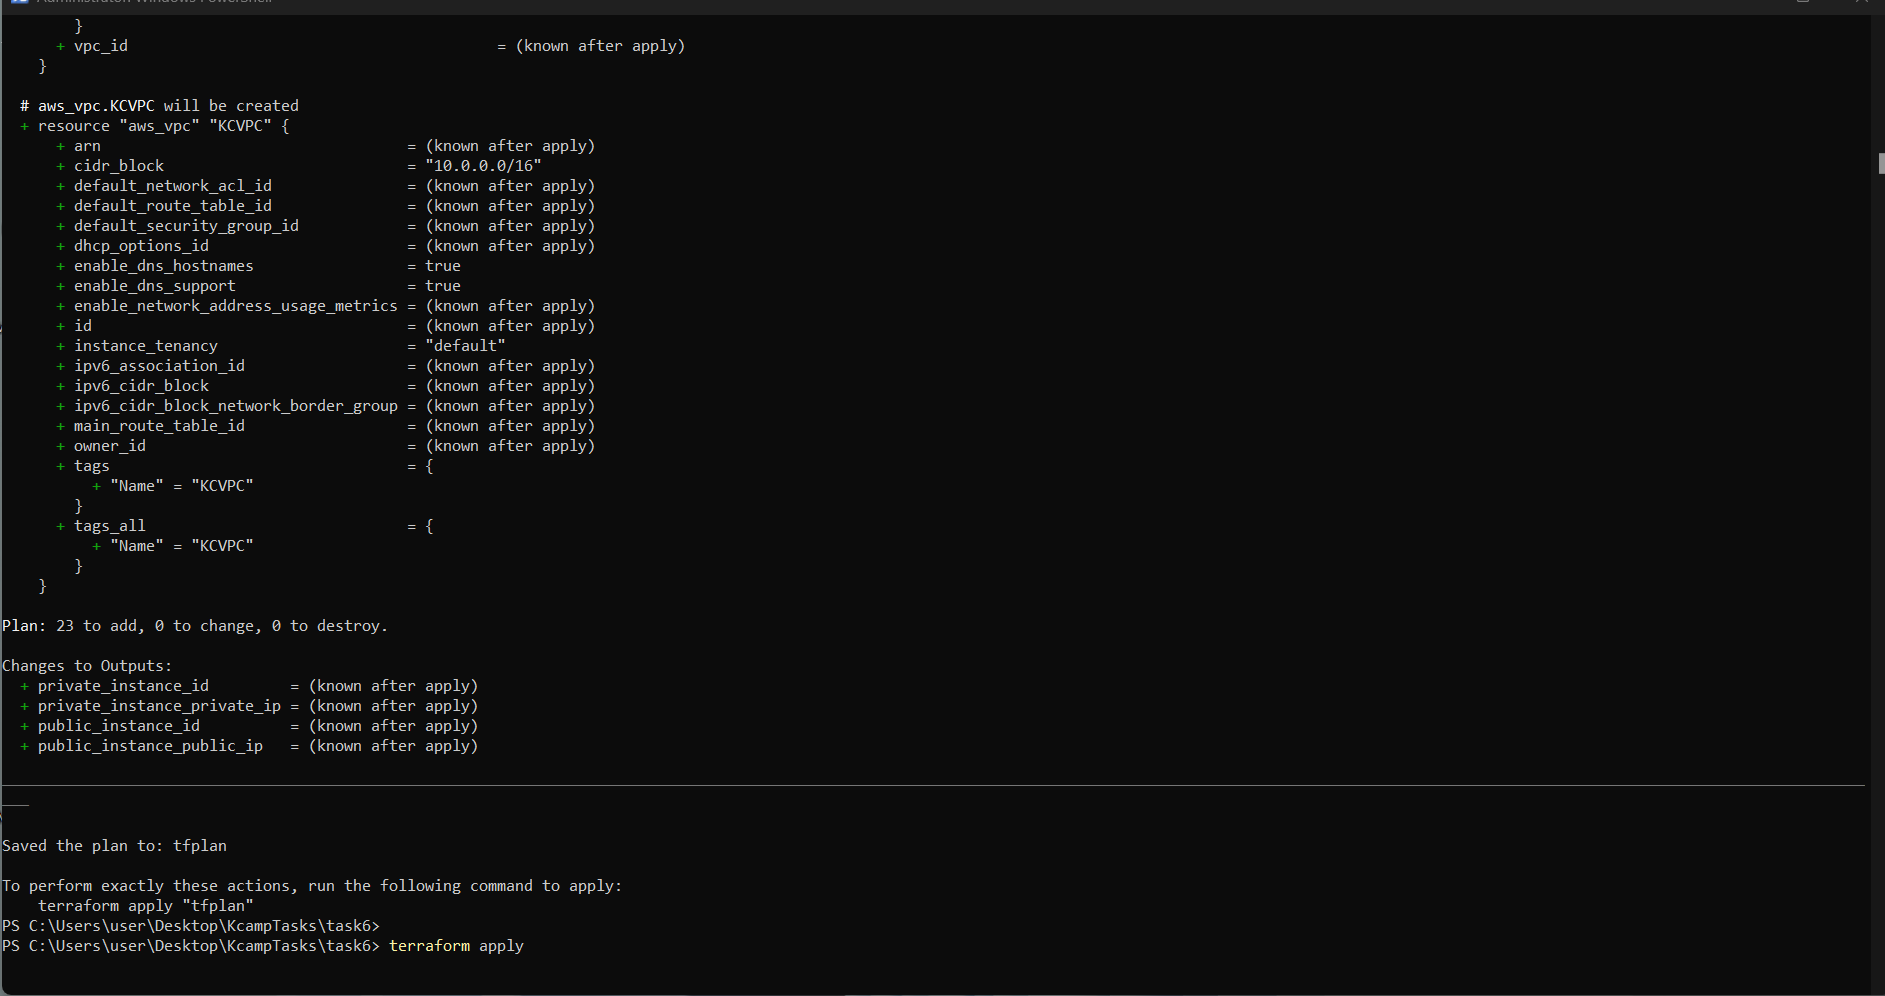 }
+ vpc_id = (known after apply)
}
# aws_vpc.KCVPC will be created
+ resource "aws_vpc" "KCVPC" {
+ arn = (known after apply)
+ cidr_block = "10.0.0.0/16"
+ default_network_acl_id = (known after apply)
+ default_route_table_id = (known after apply)
+ default_security_group_id = (known after apply)
+ dhcp_options_id = (known after apply)
+ enable_dns_hostnames = true
+ enable_dns_support = true
+ enable_network_address_usage_metrics = (known after apply)
+ id = (known after apply)
+ instance_tenancy = "default"
+ ipv6_association_id = (known after apply)
+ ipv6_cidr_block = (known after apply)
+ ipv6_cidr_block_network_border_group = (known after apply)
+ main_route_table_id = (known after apply)
+ owner_id = (known after apply)
+ tags = {
+ "Name" = "KCVPC"
}
+ tags_all = {
+ "Name" = "KCVPC"
}
}
Plan: 23 to add, 0 to change, 0 to destroy.
Changes to Outputs:
+ private_instance_id = (known after apply)
+ private_instance_private_ip = (known after apply)
+ public_instance_id = (known after apply)
+ public_instance_public_ip = (known after apply)
Saved the plan to: tfplan
To perform exactly these actions, run the following command to apply:
terraform apply "tfplan"
PS C:\Users\user\Desktop\KcampTasks\task6>
PS C:\Users\user\Desktop\KcampTasks\task6> terraform apply